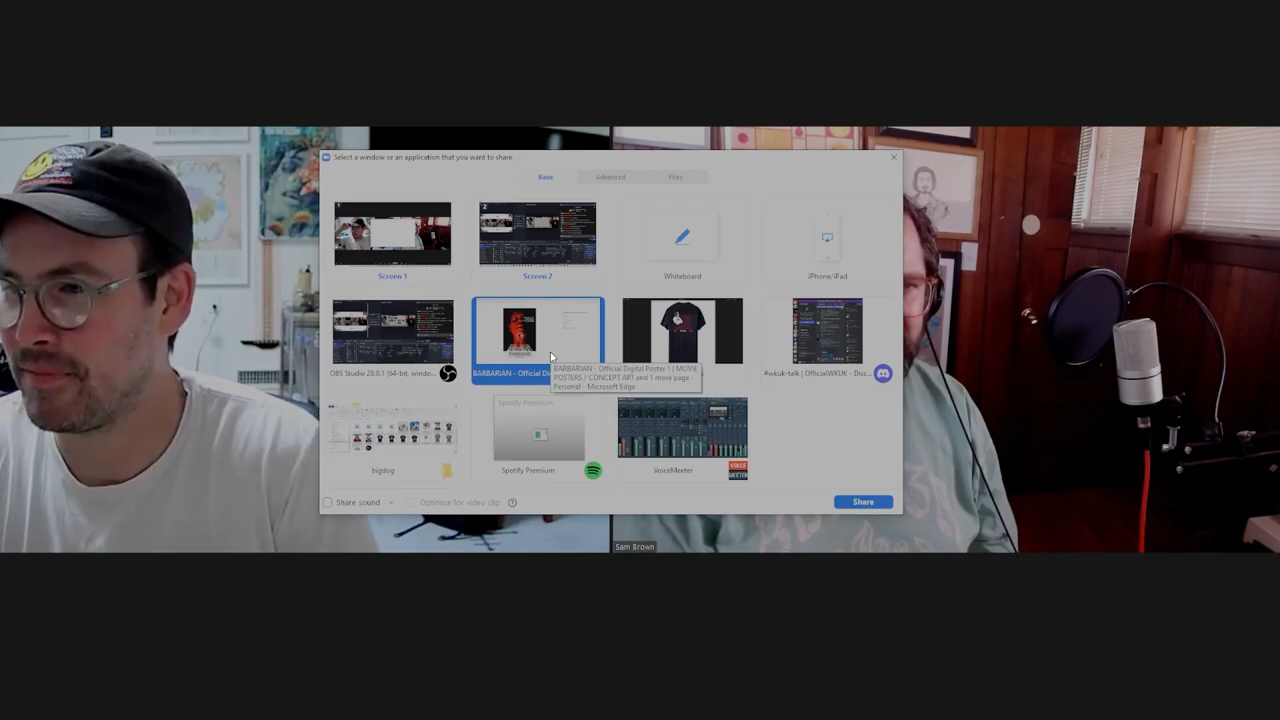 Select a window or an application that you want to share
Basic
Advanced
Files
Screen 1
Screen 2
Whiteboard
iPhone/iPad
OBS Studio 28.0.1 (64-bit, windo...
BARBARIAN - Official Di
#wkuk-talk | OfficialWKUK - Disc...
BARBARIAN - Official Digital Poster 1 | MOVIE
POSTERS / CONCEPT ART and 1 more page -
Personal - Microsoft Edge
Spotify Premium
bigdog
Spotify Premium
VoiceMeeter
VOICE
MEETER
Share sound
Optimize for video clip
Share
Sam Brown